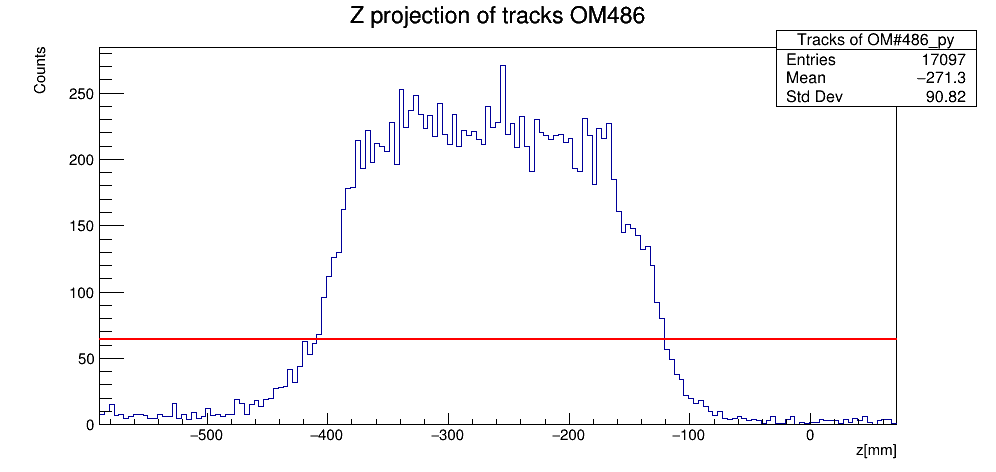 Z projection of tracks OM486
Tracks of OM#486_py
Entries 17097
Mean −271.3
Std Dev 90.82
Counts
250
200
150
100
50
0
−500 −400 −300 −200 −100 0
z[mm]